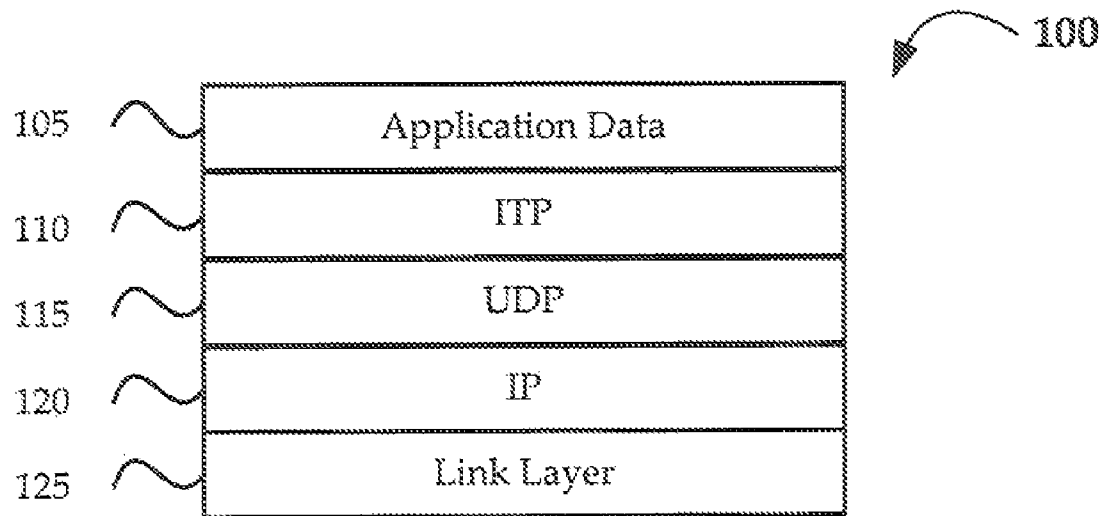 100
105 Application Data
110 ITP
115 UDP
120 IP
125 Link Layer